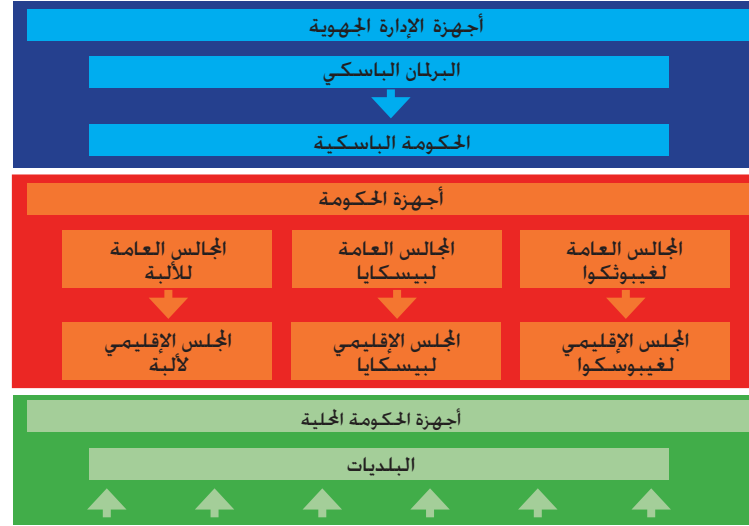 أجهزة الإدارة الجهوية
البرلمان الباسكي
الحكومة الباسكية
أجهزة الحكومة
المجالس العامة
لغيبوثكوا
المجالس العامة
لبيسكايا
المجالس العامة
للألبة
المجلس الإقليمي
لغيبوسكوا
المجلس الإقليمي
لبيسكايا
المجلس الإقليمي
لألبة
أجهزة الحكومة المحلية
البلديات